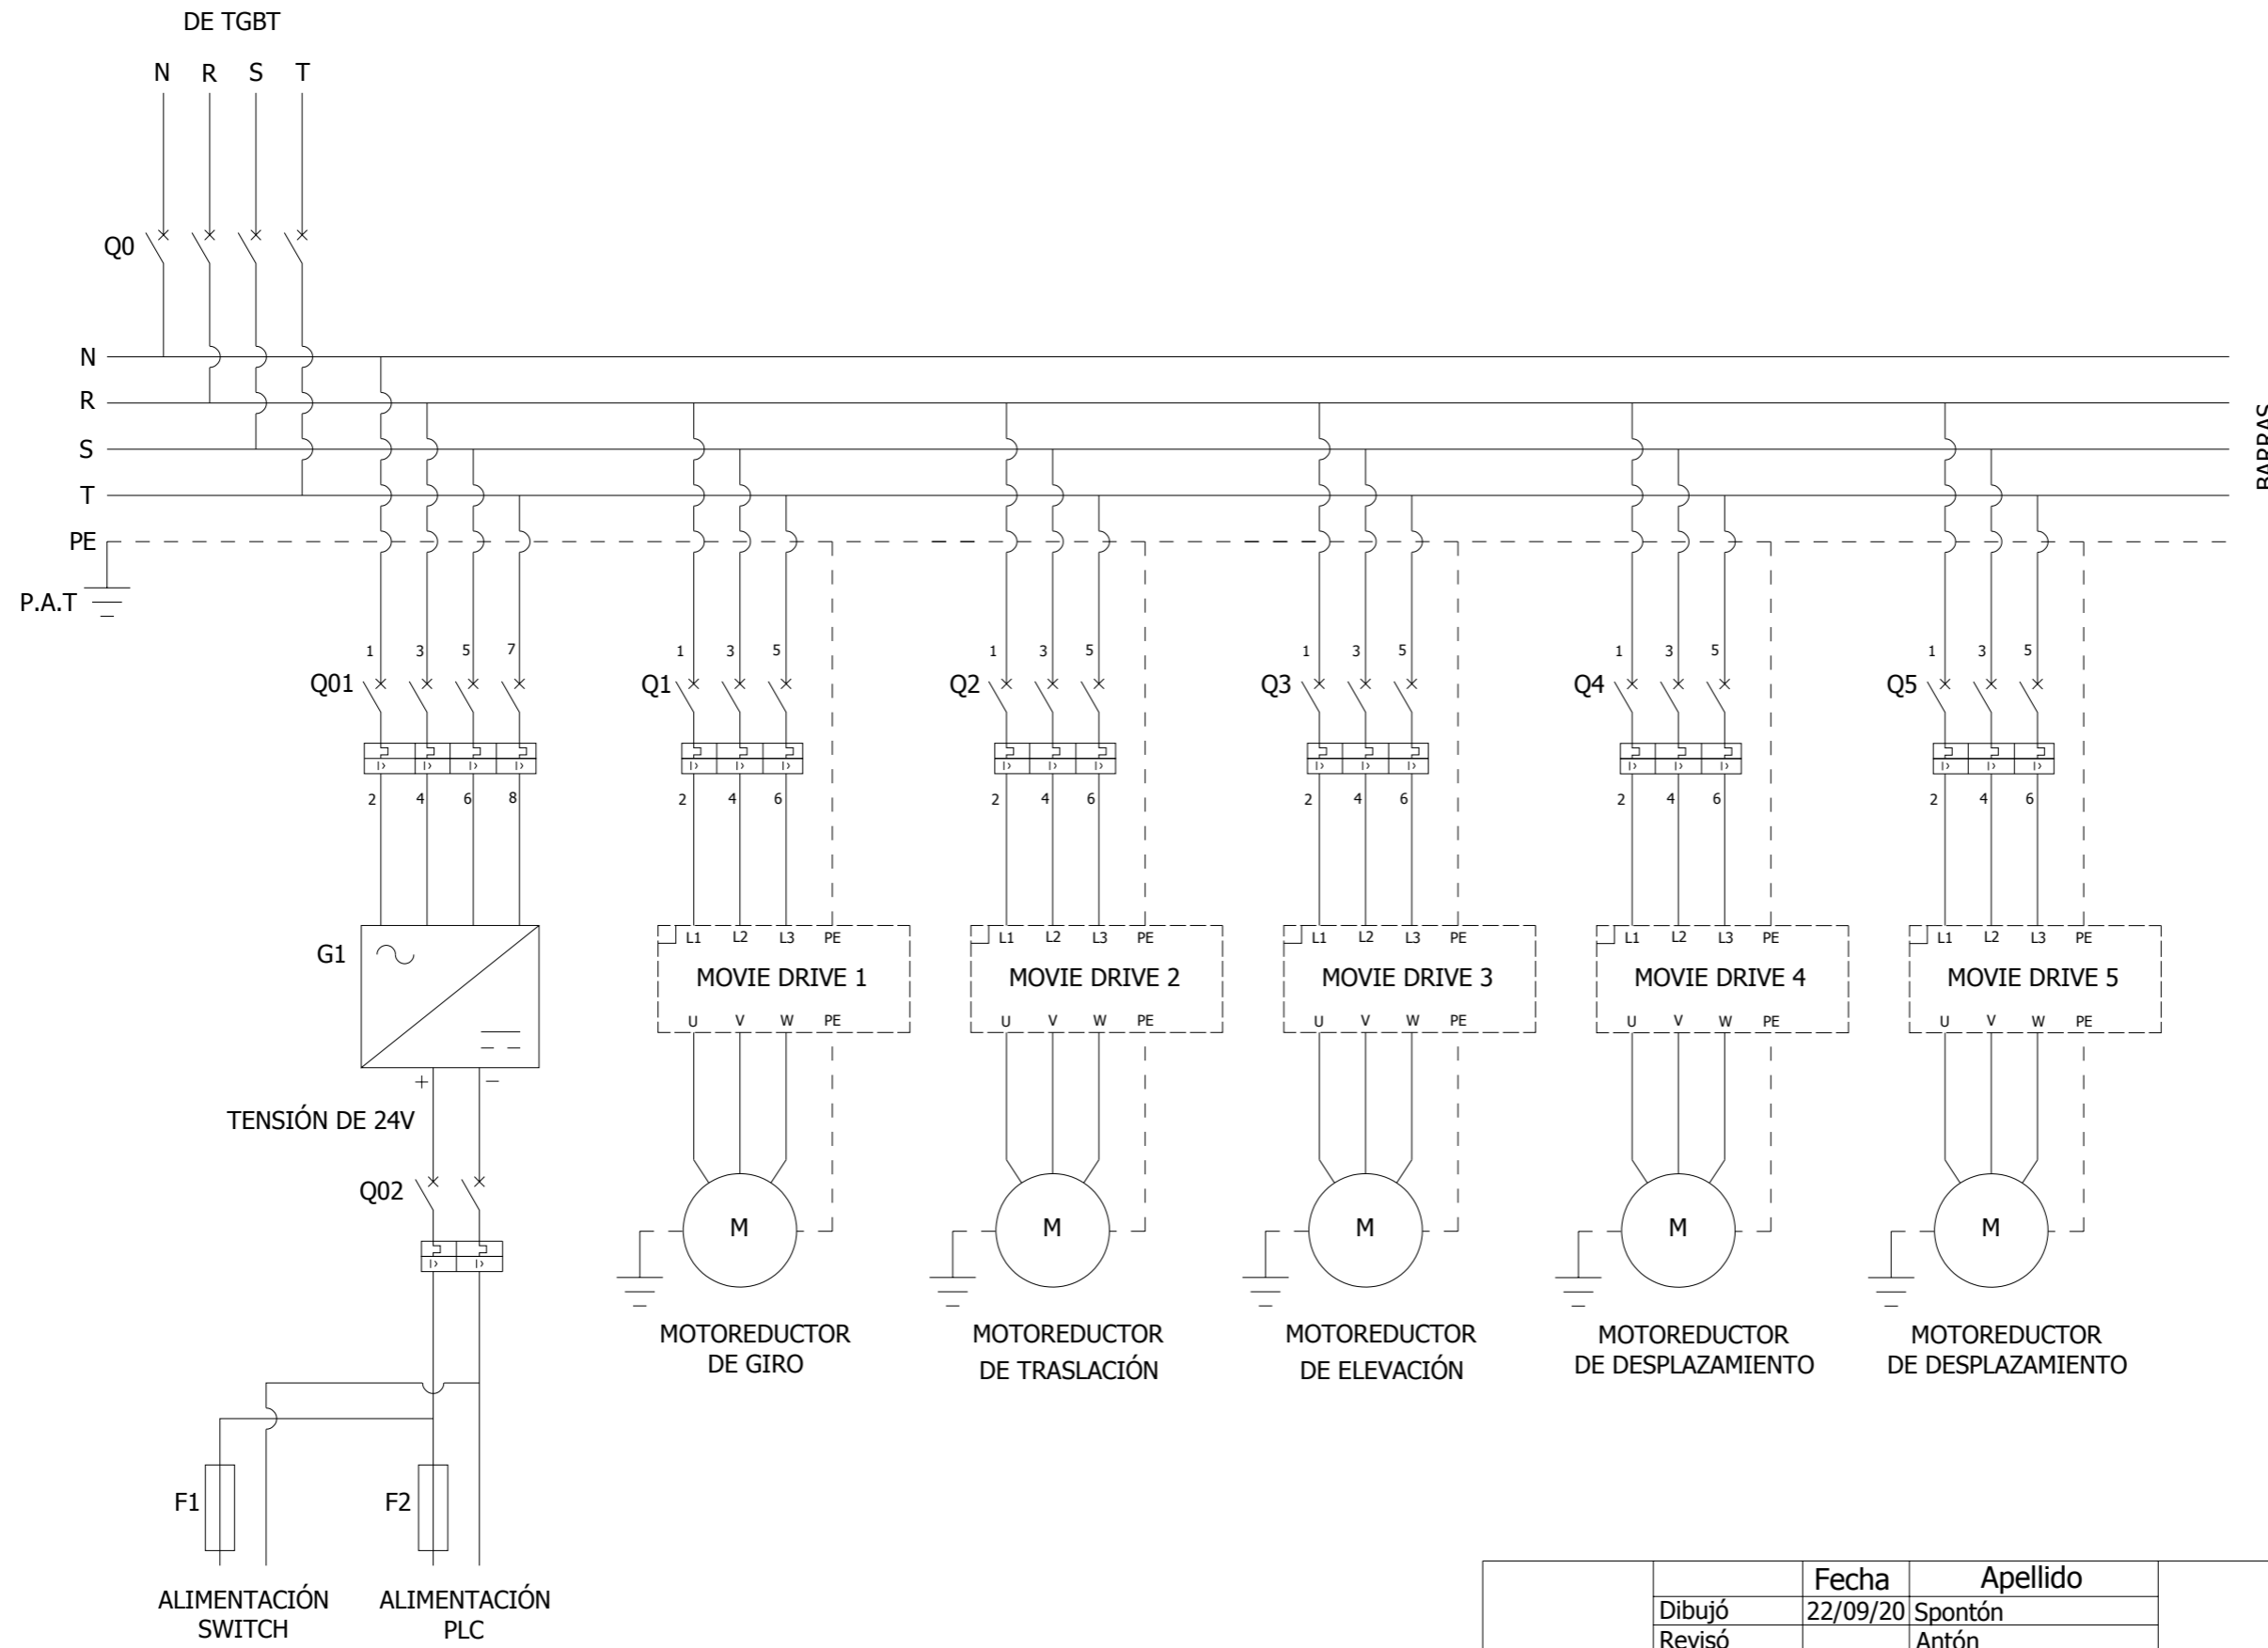 DE TGBT
N R S T
Q0
N
R
S
T
PE
P.A.T
BARRAS
1 3 5 7
1 3 5
1 3 5
1 3 5
1 3 5
1 3 5
Q01
Q1
Q2
Q3
Q4
Q5
2 4 6 8
2 4 6
2 4 6
2 4 6
2 4 6
2 4 6
G1
L1 L2 L3 PE
MOVIE DRIVE 1
U V W PE
L1 L2 L3 PE
MOVIE DRIVE 2
U V W PE
L1 L2 L3 PE
MOVIE DRIVE 3
U V W PE
L1 L2 L3 PE
MOVIE DRIVE 4
U V W PE
L1 L2 L3 PE
MOVIE DRIVE 5
U V W PE
+ −
TENSIÓN DE 24V
Q02
M
M
M
M
M
MOTOREDUCTOR
DE GIRO
MOTOREDUCTOR
DE TRASLACIÓN
MOTOREDUCTOR
DE ELEVACIÓN
MOTOREDUCTOR
DE DESPLAZAMIENTO
MOTOREDUCTOR
DE DESPLAZAMIENTO
F1
F2
ALIMENTACIÓN
SWITCH
ALIMENTACIÓN
PLC
Fecha Apellido
Dibujó 22/09/20 Spontón
Revisó Antón